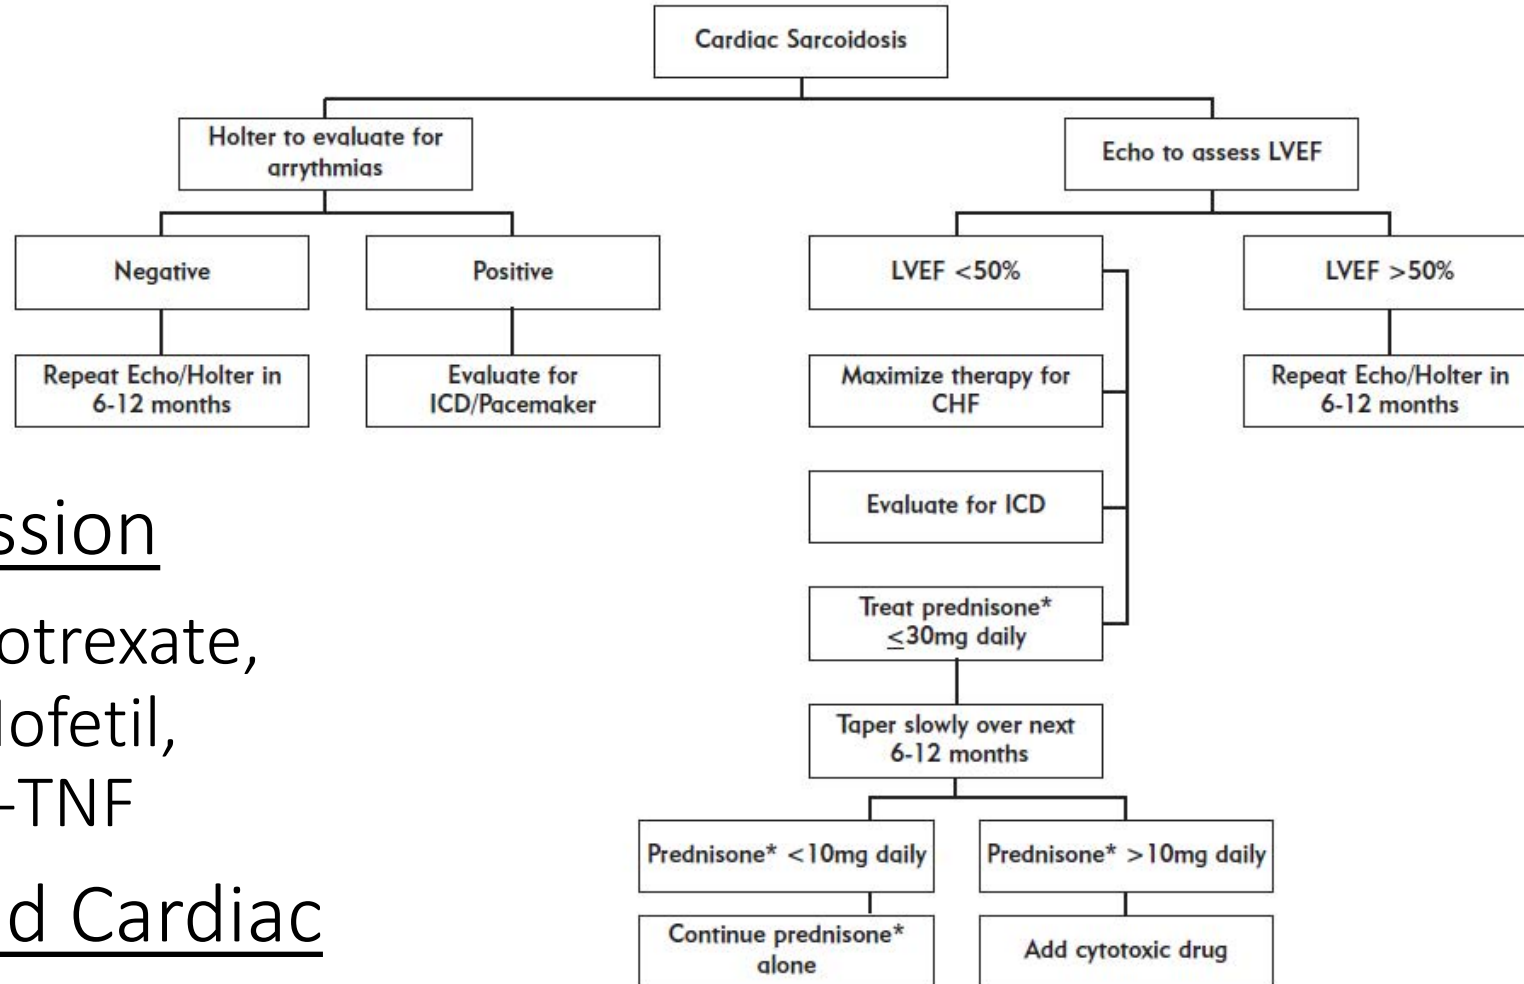 Cardiac Sarcoidosis
Holter to evaluate for
arrythmias
Echo to assess LVEF
Negative
Positive
LVEF <50%
LVEF >50%
Repeat Echo/Holter in
6-12 months
Evaluate for
ICD/Pacemaker
Maximize therapy for
CHF
Repeat Echo/Holter in
6-12 months
Evaluate for ICD
Treat prednisone*
≤30mg daily
Taper slowly over next
6-12 months
Prednisone* <10mg daily
Prednisone* >10mg daily
Continue prednisone*
alone
Add cytotoxic drug
ssion
otrexate,
ofetil,
-TNF
d Cardiac